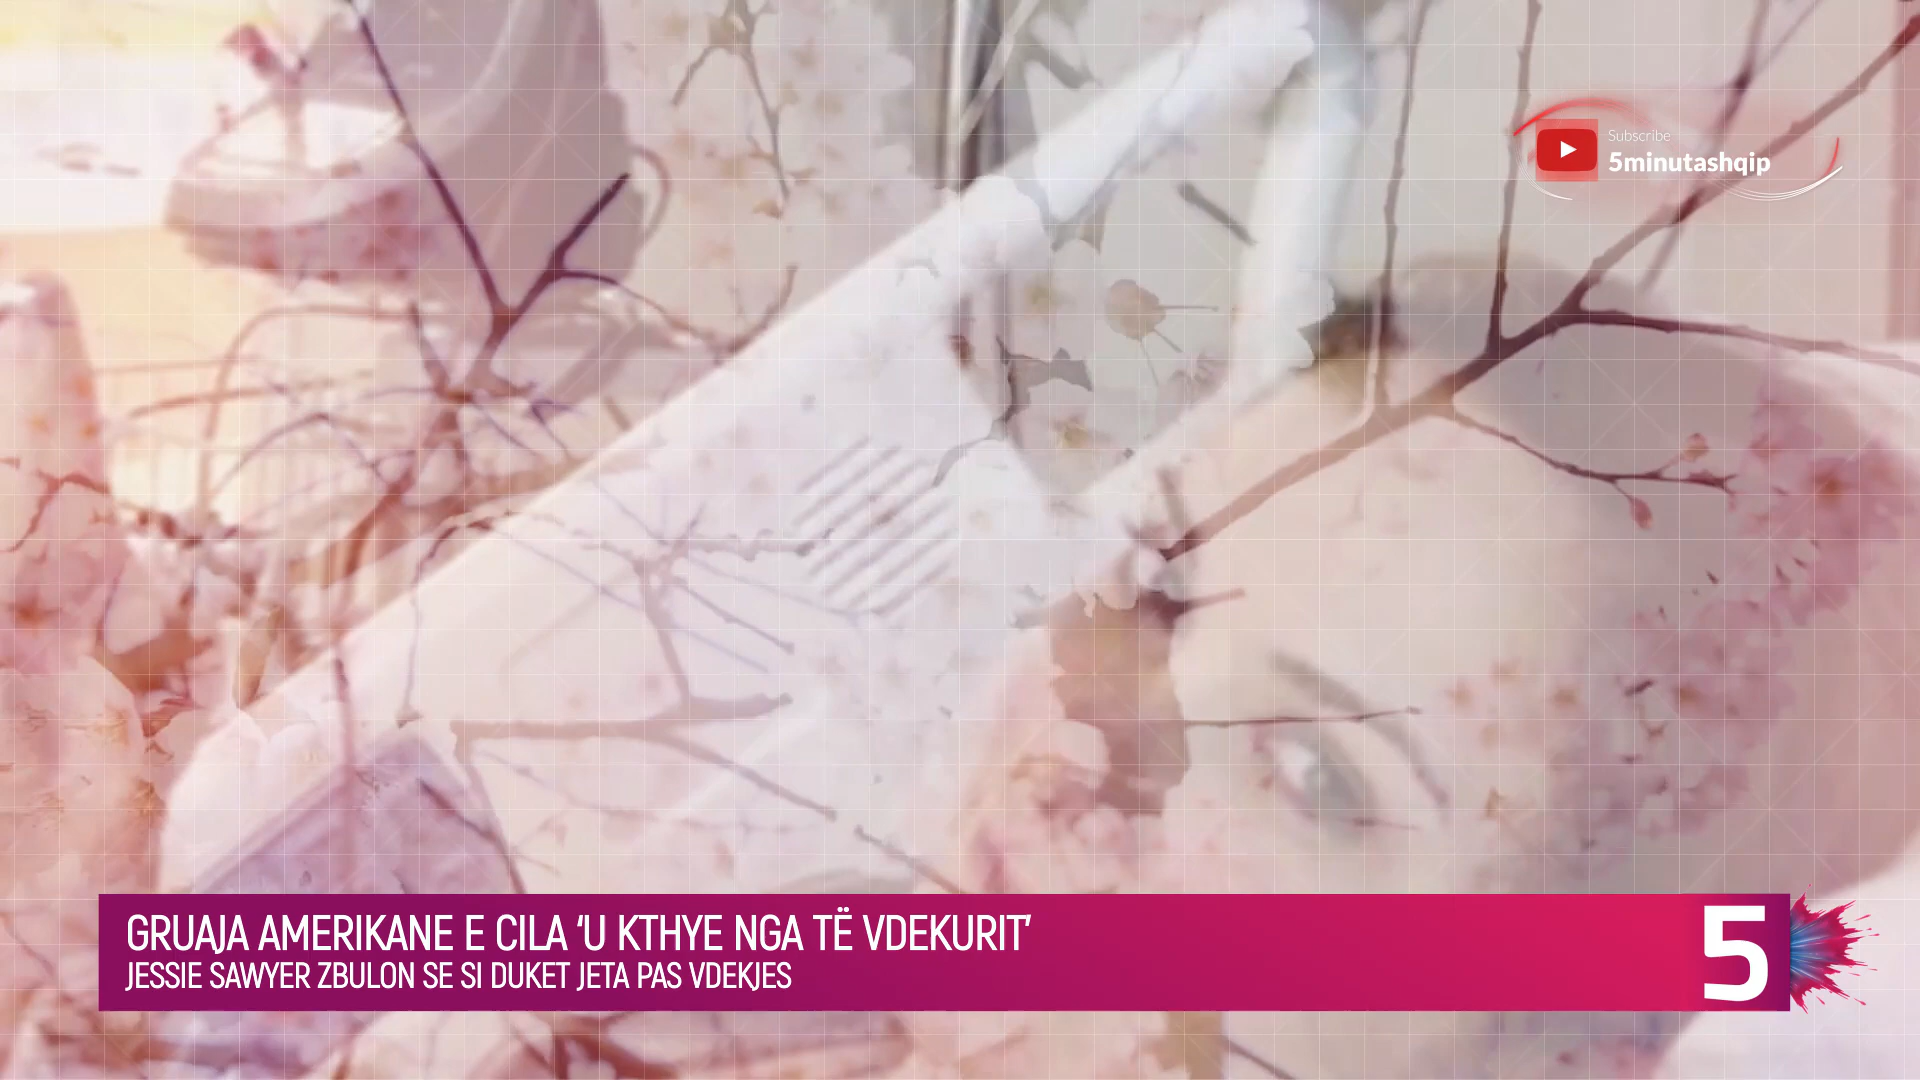 Subscribe
5minutashqip
GRUAJA AMERIKANE E CILA ‘U KTHYE NGA TË VDEKURIT’
JESSIE SAWYER ZBULON SE SI DUKET JETA PAS VDEKJES
5